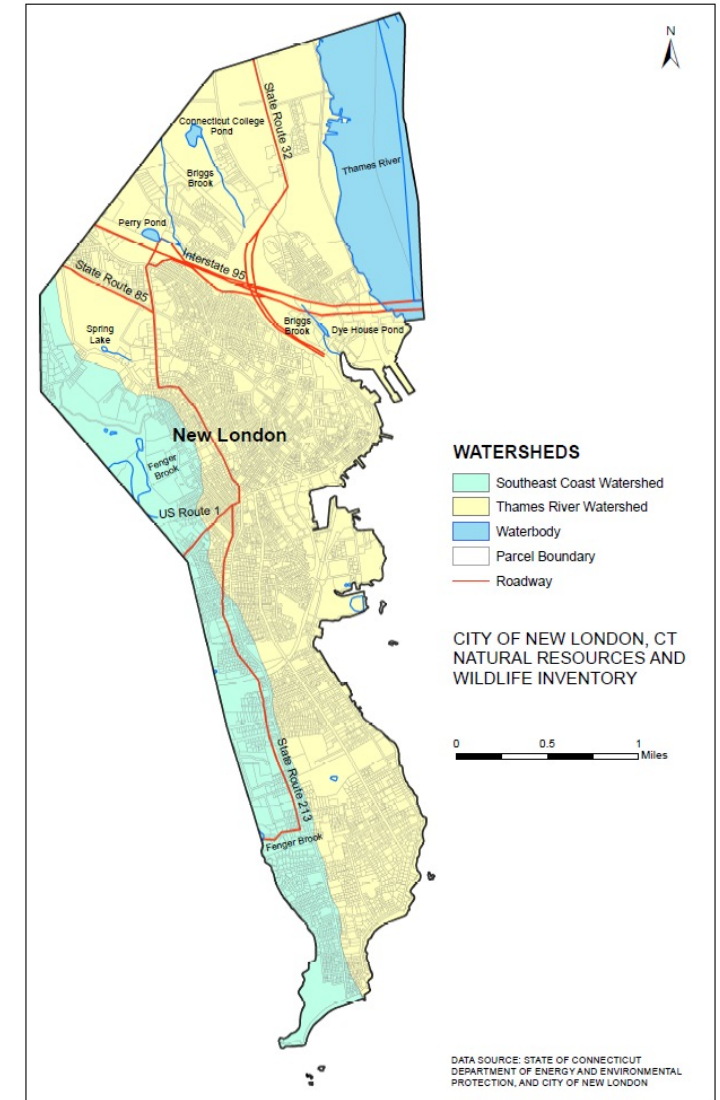 N
State Route 32
Connecticut College
Pond
Thames River
Briggs
Brook
Perry Pond
Interstate 95
State Route 85
Spring
Lake
Briggs
Brook
Dye House Pond
New London
Fenger
Brook
US Route 1
State Route 213
Fenger Brook
WATERSHEDS
Southeast Coast Watershed
Thames River Watershed
Waterbody
Parcel Boundary
Roadway
CITY OF NEW LONDON, CT
NATURAL RESOURCES AND
WILDLIFE INVENTORY
0 0.5 1
Miles
DATA SOURCE: STATE OF CONNECTICUT
DEPARTMENT OF ENERGY AND ENVIRONMENTAL
PROTECTION, AND CITY OF NEW LONDON